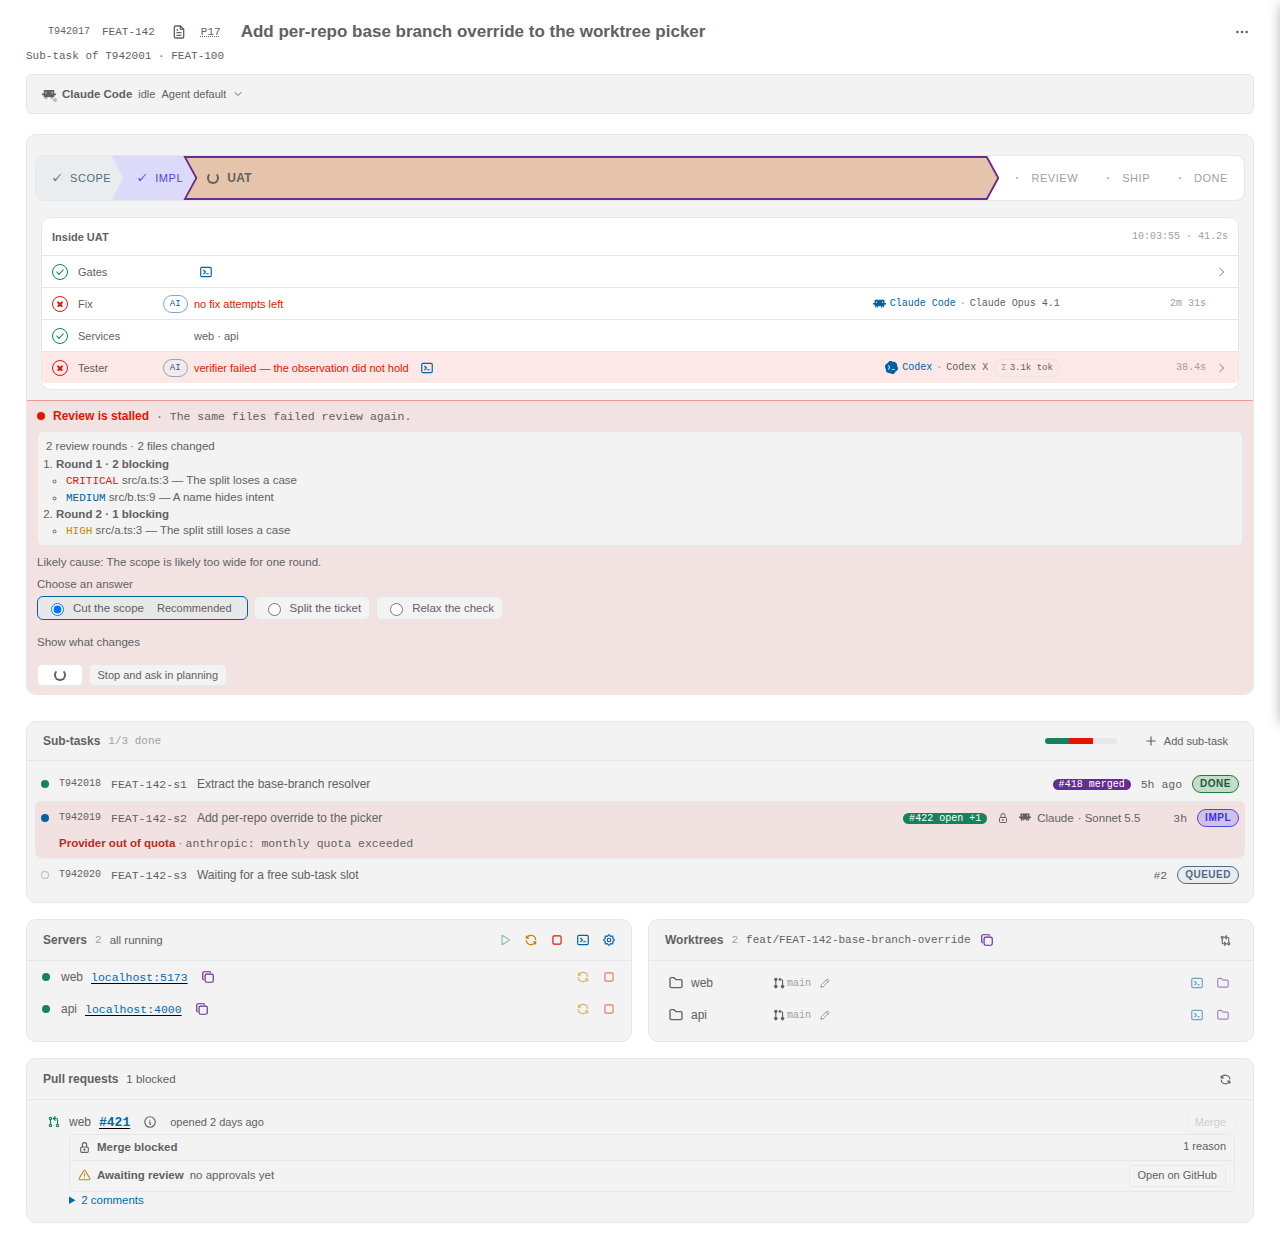 T942017 FEAT-142 P17 Add per-repo base branch override to the worktree picker
Sub-task of T942001 · FEAT-100
Claude Code idle Agent default
SCOPE IMPL UAT · REVIEW · SHIP · DONE
Inside UAT 10:03:55 · 41.2s
Gates
Fix AI no fix attempts left Claude Code · Claude Opus 4.1 2m 31s
Services web · api
Tester AI verifier failed — the observation did not hold Codex · Codex X Σ 3.1k tok 38.4s
Review is stalled · The same files failed review again.
2 review rounds · 2 files changed
1. Round 1 · 2 blocking
CRITICAL src/a.ts:3 — The split loses a case
MEDIUM src/b.ts:9 — A name hides intent
2. Round 2 · 1 blocking
HIGH src/a.ts:3 — The split still loses a case
Likely cause: The scope is likely too wide for one round.
Choose an answer
Cut the scope Recommended Split the ticket Relax the check
Show what changes
Stop and ask in planning
Sub-tasks 1/3 done Add sub-task
T942018 FEAT-142-s1 Extract the base-branch resolver #418 merged 5h ago DONE
T942019 FEAT-142-s2 Add per-repo override to the picker #422 open +1 Claude · Sonnet 5.5 3h IMPL
Provider out of quota · anthropic: monthly quota exceeded
T942020 FEAT-142-s3 Waiting for a free sub-task slot #2 QUEUED
Servers 2 all running
web localhost:5173
api localhost:4000
Worktrees 2 feat/FEAT-142-base-branch-override
web main
api main
Pull requests 1 blocked
web #421 opened 2 days ago Merge
Merge blocked 1 reason
Awaiting review no approvals yet Open on GitHub
2 comments